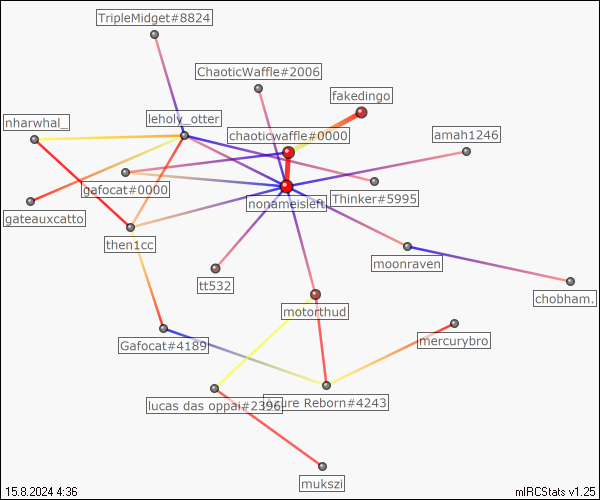 TripleMidget#8824
ChaoticWaffle#2006
fakedingo
nharwhal_
leholy_otter
chaoticwaffle#0000
amah1246
gafocat#0000
Thinker#5995
gateauxcatto
nonameisleft
then1cc
moonraven
tt532
chobham.
motorthud
Gafocat#4189
mercurybro
lucas das oppai#2396
Reborn#4243
mukszi
15.8.2024 4:36
mIRCStats v1.25